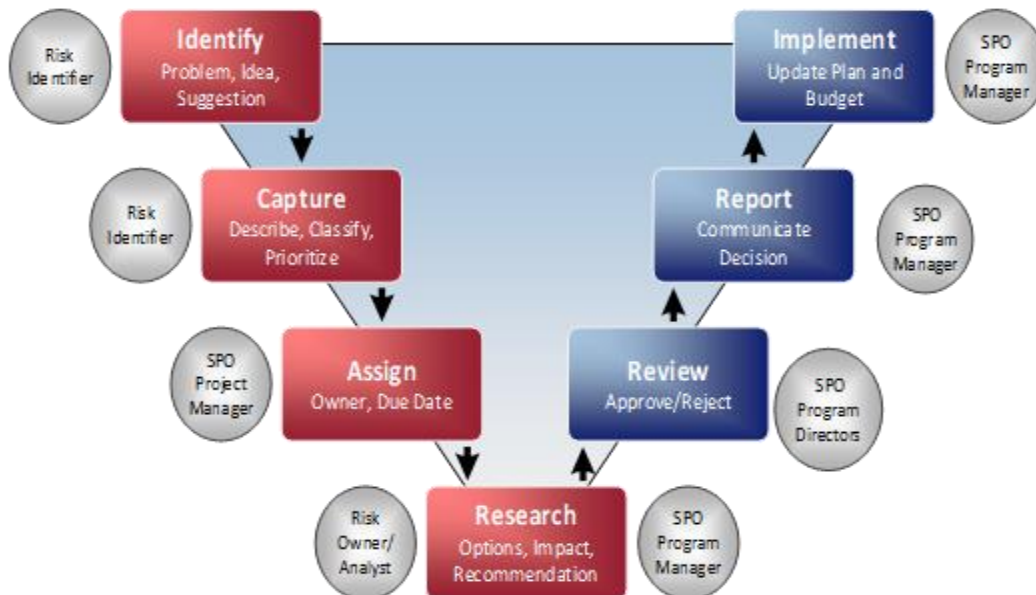 Risk
Identifier
Identify
Problem, Idea,
Suggestion
Implement
Update Plan and
Budget
SPO
Program
Manager
Risk
Identifier
Capture
Describe, Classify,
Prioritize
Report
Communicate
Decision
SPO
Program
Manager
SPO
Project
Manager
Assign
Owner, Due Date
Review
Approve/Reject
SPO
Program
Directors
Risk
Owner/
Analyst
Research
Options, Impact,
Recommendation
SPO
Program
Manager